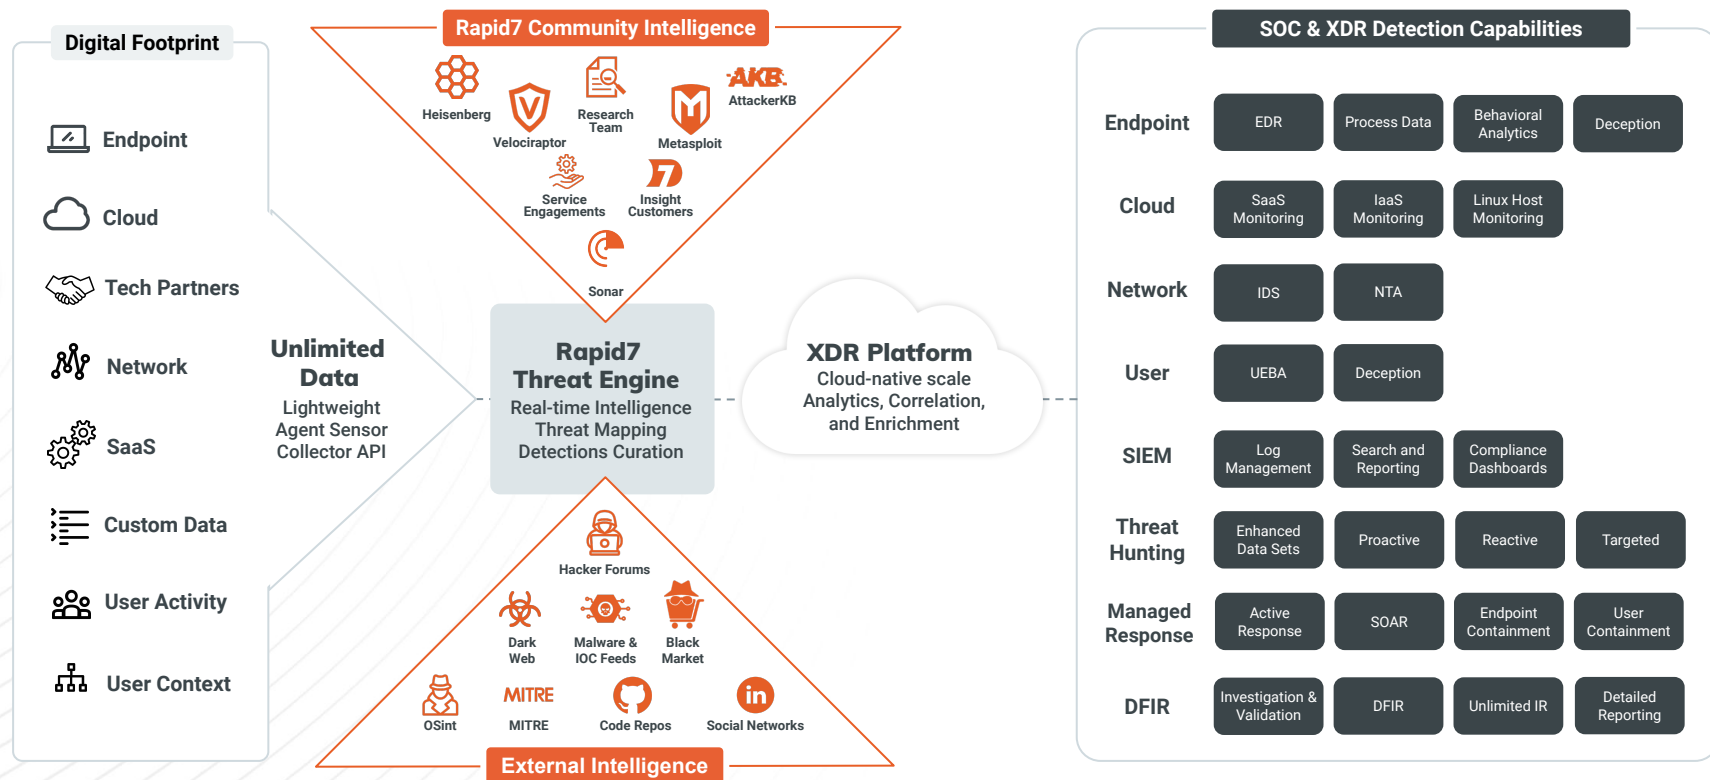 Digital Footprint
Endpoint
Cloud
Tech Partners
Network
SaaS
Custom Data
User Activity
User Context
Unlimited
Data
Lightweight
Agent Sensor
Collector API
Rapid7 Community Intelligence
Heisenberg
V
Velociraptor
Research
Team
M
Metasploit
AKB
AttackerKB
Service
Engagements
7
Insight
Customers
Sonar
Rapid7
Threat Engine
Real-time Intelligence
Threat Mapping
Detections Curation
Hacker Forums
Dark
Web
Malware &
IOC Feeds
Black
Market
OSint
MITRE
MITRE
Code Repos
in
Social Networks
External Intelligence
XDR Platform
Cloud-native scale
Analytics, Correlation,
and Enrichment
SOC & XDR Detection Capabilities
Endpoint
EDR
Process Data
Behavioral
Analytics
Deception
Cloud
SaaS
Monitoring
IaaS
Monitoring
Linux Host
Monitoring
Network
IDS
NTA
User
UEBA
Deception
SIEM
Log
Management
Search and
Reporting
Compliance
Dashboards
Threat
Hunting
Enhanced
Data Sets
Proactive
Reactive
Targeted
Managed
Response
Active
Response
SOAR
Endpoint
Containment
User
Containment
DFIR
Investigation &
Validation
DFIR
Unlimited IR
Detailed
Reporting